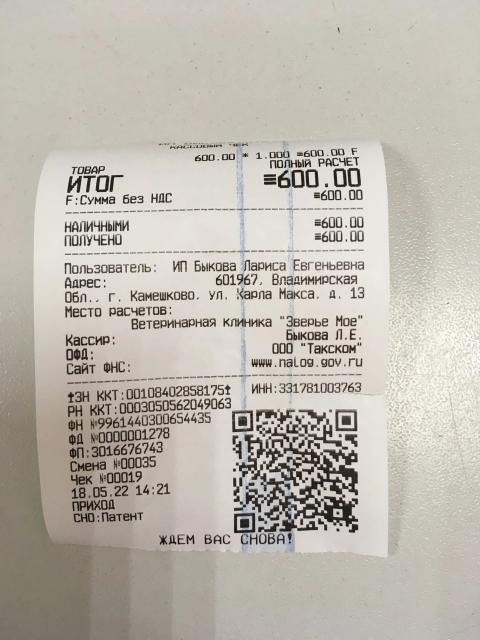 КАССОВЫЙ ЧЕК
600.00 * 1.000 =600.00 F
ТОВАР ПОЛНЫЙ РАСЧЕТ
ИТОГ =600.00
F:Сумма без НДС =600.00
НАЛИЧНЫМИ =600.00
ПОЛУЧЕНО =600.00
Пользователь: ИП Быкова Лариса Евгеньевна
Адрес: 601967, Владимирская
Обл., г. Камешково, ул. Карла Макса, д. 13
Место расчетов:
Ветеринарная клиника "Зверье Мое"
Кассир: Быкова Л.Е.
ОФД: ООО "Такском"
Сайт ФНС: www.nalog.gov.ru
ЗН ККТ:00108402858175 ИНН:331781003763
РН ККТ:0003050562049063
ФН №9961440300654435
ФД №0000001278
ФП:3016676743
Смена №00035
Чек №00019
18.05.22 14:21
ПРИХОД
СНО:Патент
ЖДЕМ ВАС СНОВА!